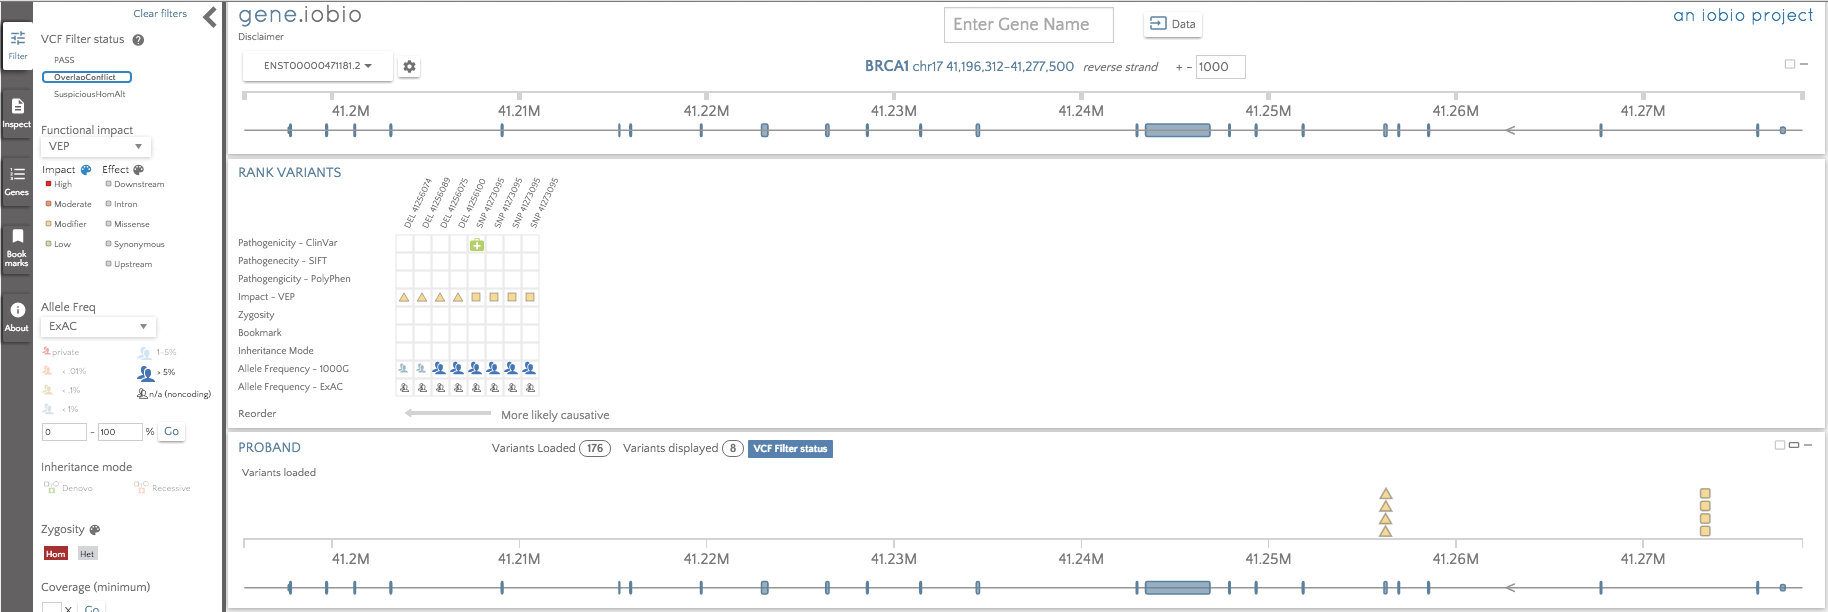 Clear filters
gene.iobio
Disclaimer
Enter Gene Name
Data
an iobio project
Filter
Inspect
Genes
Book
marks
About
VCF Filter status ?
PASS
OverlapConflict
SuspiciousHomAlt
Functional impact
VEP
Impact Effect
High Downstream
Moderate Intron
Modifier Missense
Low Synonymous
Upstream
Allele Freq
ExAC
private 1-5%
< .01% > 5%
< .1% n/a (noncoding)
< 1%
0 - 100 % Go
Inheritance mode
Denovo Recessive
Zygosity
Hom Het
Coverage (minimum)
x Go
ENST00000471181.2
BRCA1 chr17 41,196,312-41,277,500 reverse strand + - 1000
41.2M 41.21M 41.22M 41.23M 41.24M 41.25M 41.26M 41.27M
RANK VARIANTS
DEL 41256074
DEL 41256089
DEL 41256075
DEL 41256100
SNP 41273095
SNP 41273095
SNP 41273095
SNP 41273095
Pathogenicity - ClinVar
Pathogenecity - SIFT
Pathogengicity - PolyPhen
Impact - VEP
Zygosity
Bookmark
Inheritance Mode
Allele Frequency - 1000G
Allele Frequency - ExAC
Reorder More likely causative
PROBAND Variants Loaded 176 Variants displayed 8 VCF Filter status
Variants loaded
41.2M 41.21M 41.22M 41.23M 41.24M 41.25M 41.26M 41.27M